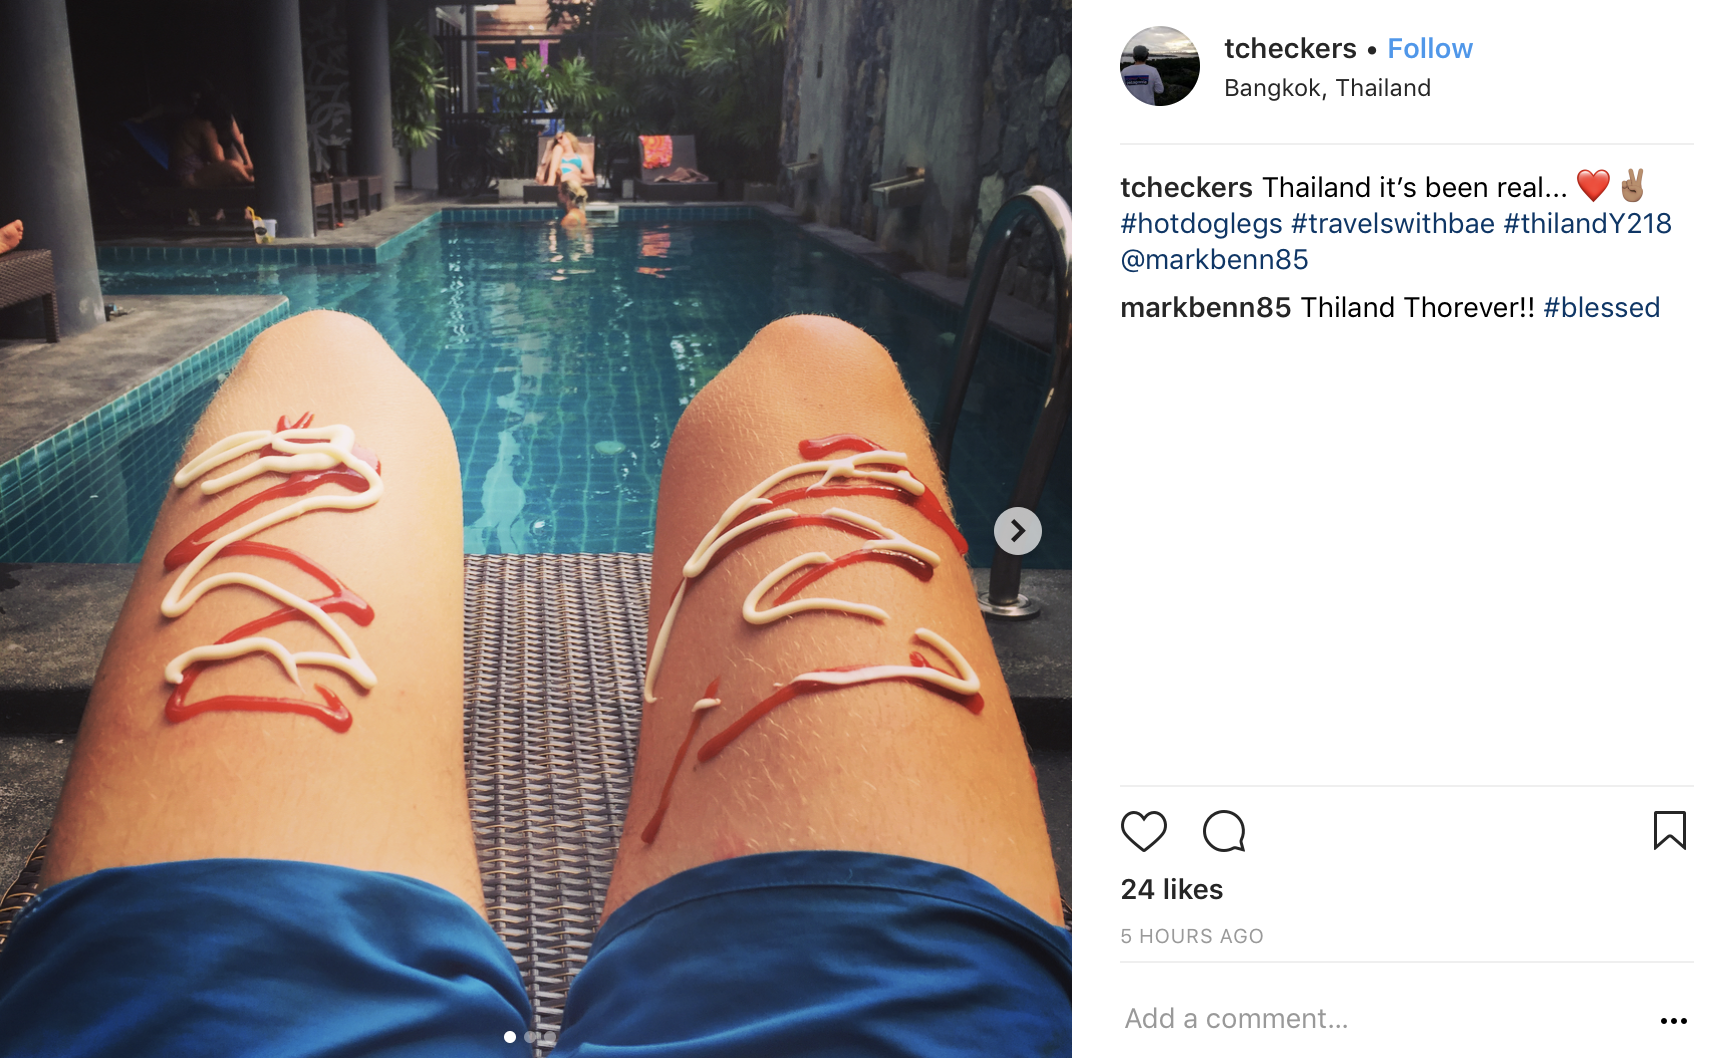 tcheckers • Follow
Bangkok, Thailand
tcheckers Thailand it’s been real... ❤️✌🏽
#hotdoglegs #travelswithbae #thilandY218
@markbenn85
markbenn85 Thiland Thorever!! #blessed
24 likes
5 HOURS AGO
Add a comment...